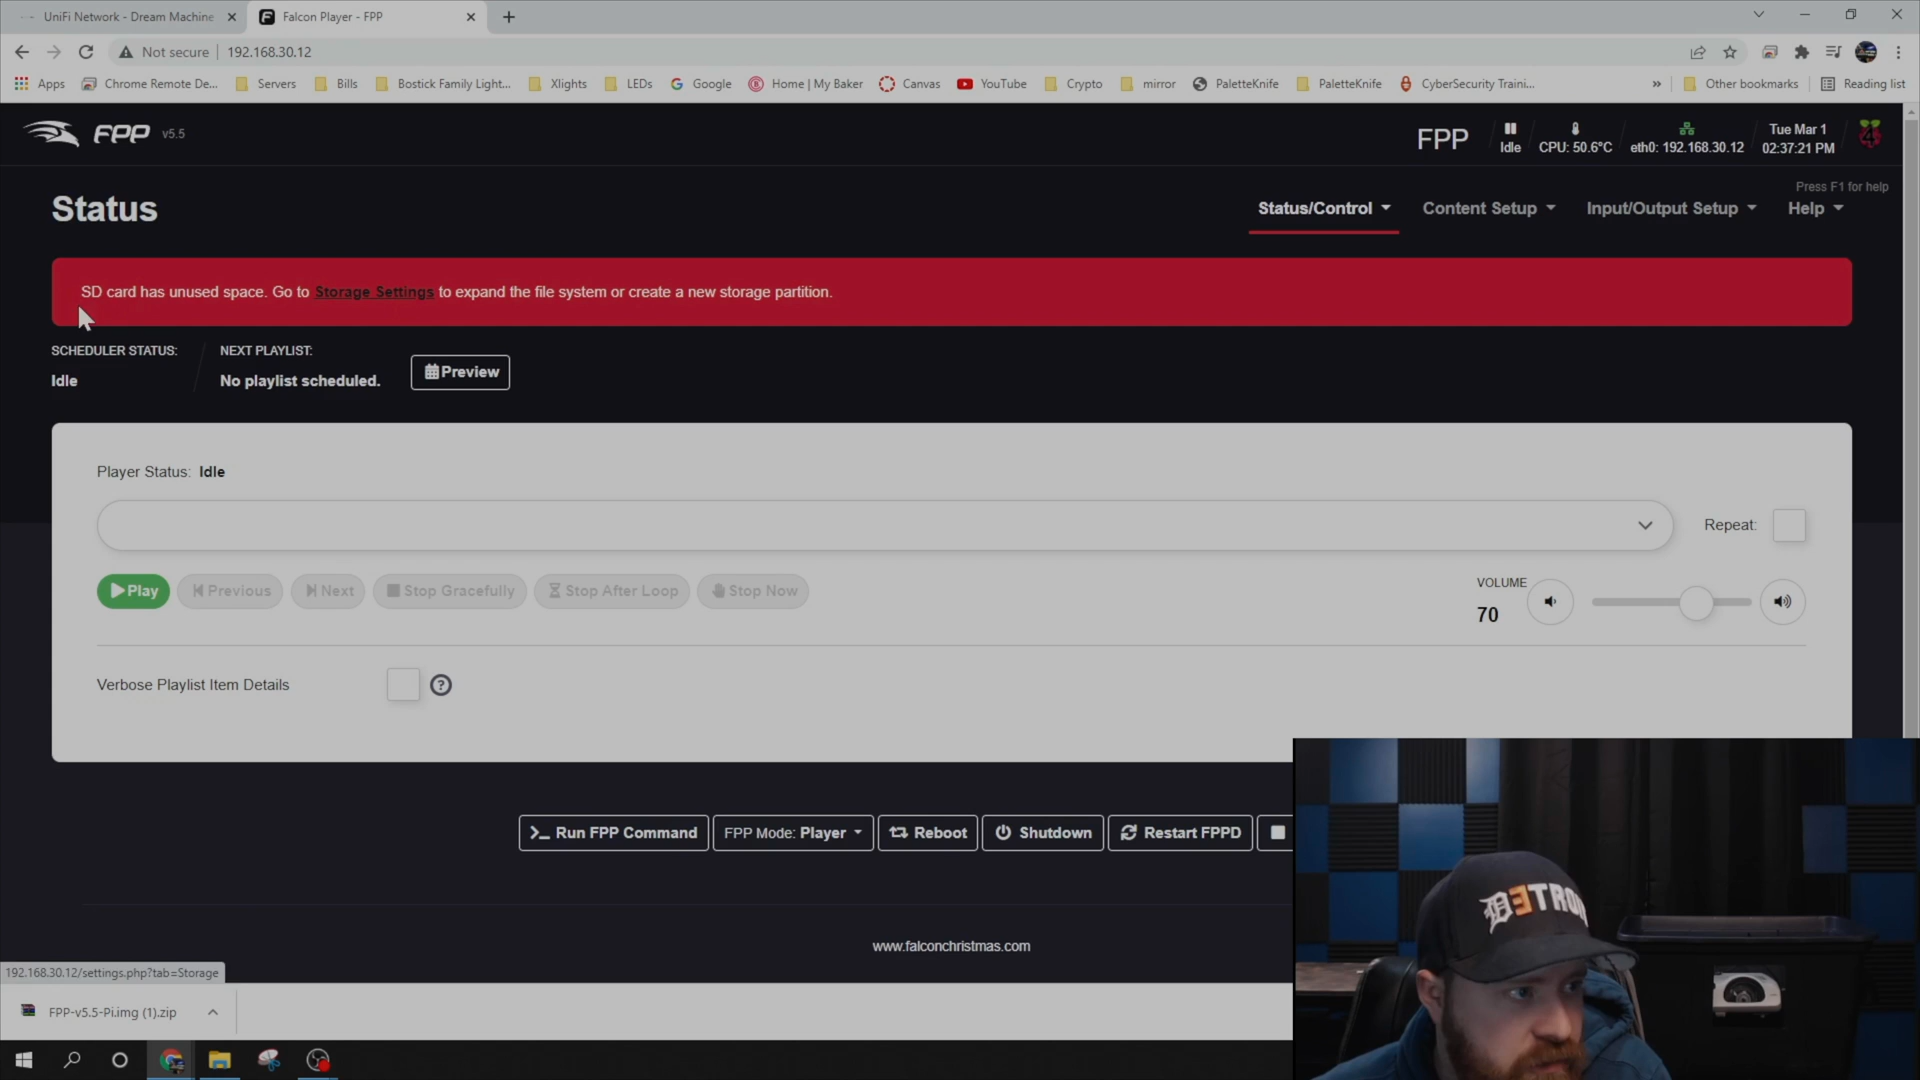 UniFi Network - Dream Machine
Falcon Player - FPP
Not secure
192.168.30.12
Apps
Chrome Remote De...
Servers
Bills
Bostick Family Light...
Xlights
LEDs
Google
Home | My Baker
Canvas
YouTube
Crypto
mirror
PaletteKnife
PaletteKnife
CyberSecurity Traini...
»
Other bookmarks
Reading list
FPP v5.5
FPP
Idle
CPU: 50.6°C
eth0: 192.168.30.12
Tue Mar 1
02:37:21 PM
4
Press F1 for help
Status
Status/Control
Content Setup
Input/Output Setup
Help
SD card has unused space. Go to Storage Settings to expand the file system or create a new storage partition.
SCHEDULER STATUS:
Idle
NEXT PLAYLIST:
No playlist scheduled.
Preview
Player Status: Idle
Repeat:
Play
Previous
Next
Stop Gracefully
Stop After Loop
Stop Now
VOLUME
70
Verbose Playlist Item Details
?
Run FPP Command
FPP Mode: Player
Reboot
Shutdown
Restart FPPD
www.falconchristmas.com
192.168.30.12/settings.php?tab=Storage
FPP-v5.5-Pi.img (1).zip